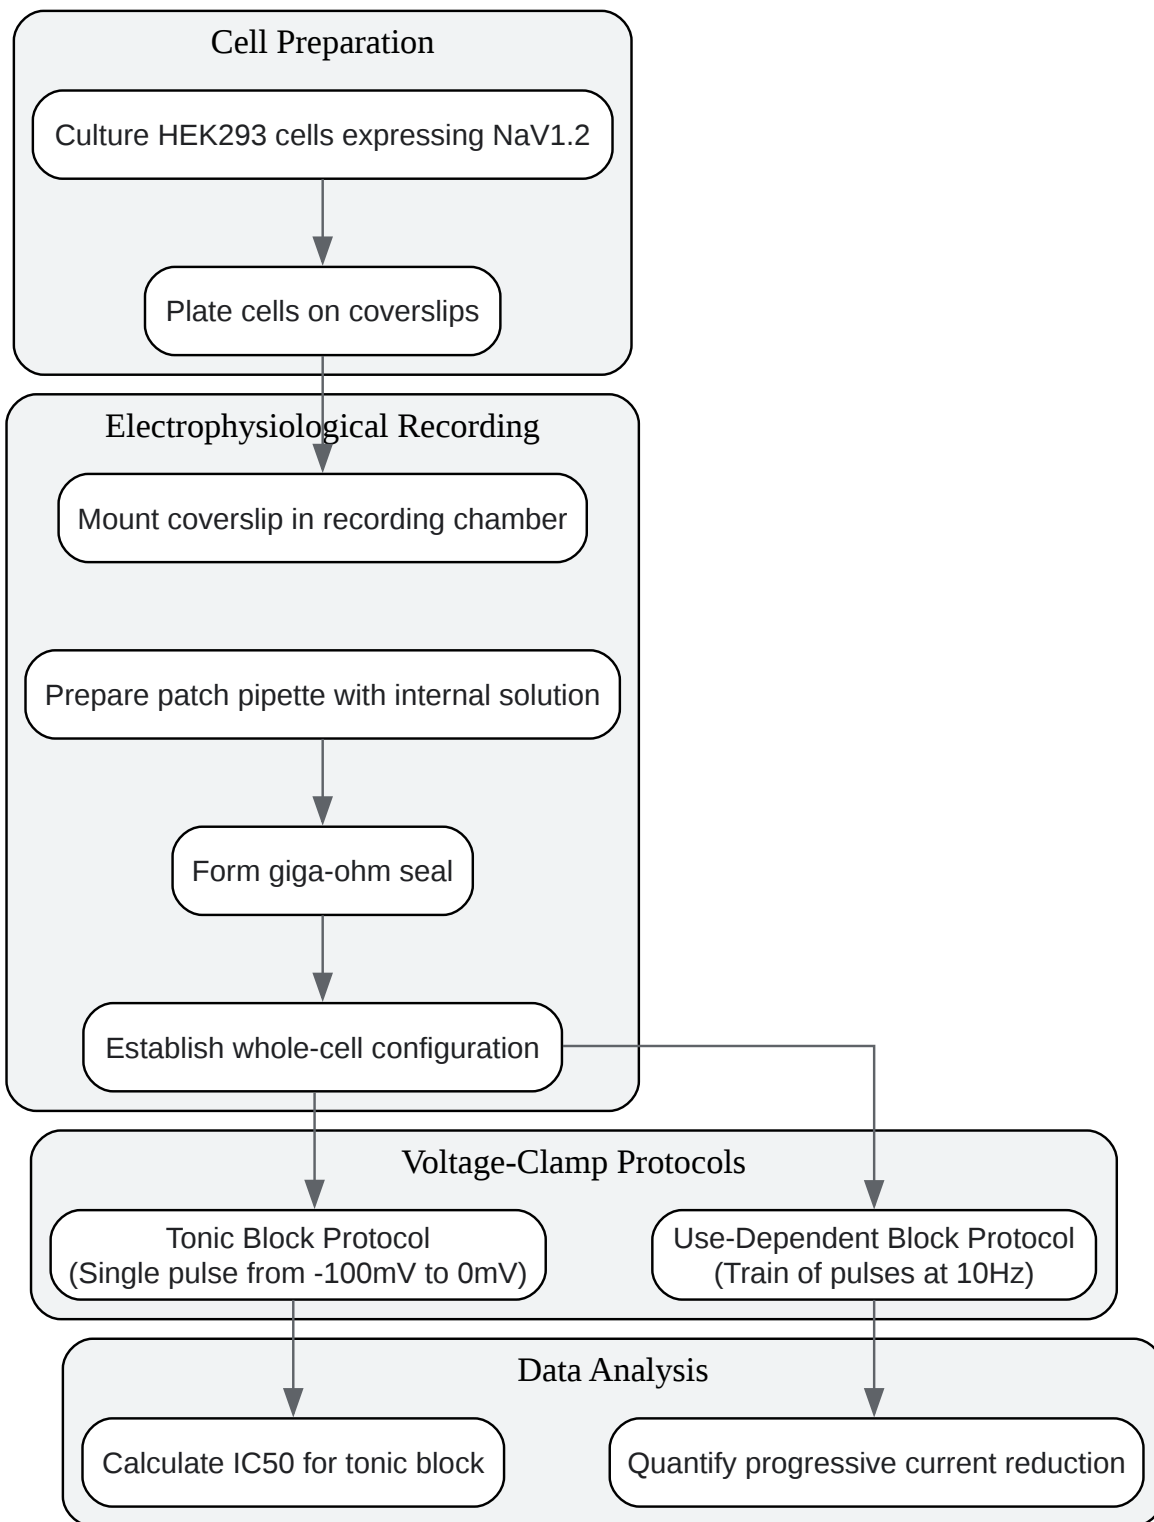 Cell Preparation
Culture HEK293 cells expressing NaV1.2
Plate cells on coverslips
Electrophysiological Recording
Mount coverslip in recording chamber
Prepare patch pipette with internal solution
Form giga-ohm seal
Establish whole-cell configuration
Voltage-Clamp Protocols
Tonic Block Protocol
(Single pulse from -100mV to 0mV)
Use-Dependent Block Protocol
(Train of pulses at 10Hz)
Data Analysis
Calculate IC50 for tonic block
Quantify progressive current reduction